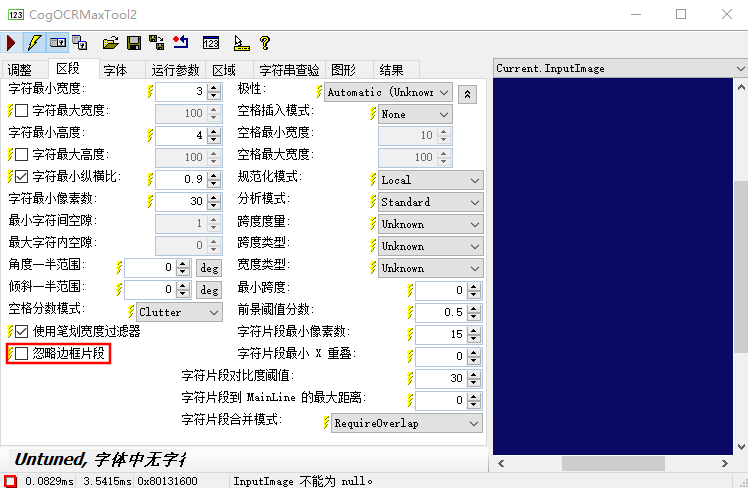 CogOCRMaxTool2
调整 区段 字体 运行参数 区域 字符串查验 图形 结果
Current.InputImage
字符最小宽度: 3 极性: Automatic (Unknown
字符最大宽度: 100 空格插入模式: None
字符最小高度: 4 空格最小宽度: 10
字符最大高度: 100 空格最大宽度: 100
字符最小纵横比: 0.9 规范化模式: Local
字符最小像素数: 30 分析模式: Standard
最小字符间空隙: 1 跨度度量: Unknown
最大字符内空隙: 0 跨度类型: Unknown
角度一半范围: 0 deg 宽度类型: Unknown
倾斜一半范围: 0 deg 最小跨度: 0
空格分数模式: Clutter 前景阈值分数: 0.5
使用笔划宽度过滤器 字符片段最小像素数: 15
忽略边框片段 字符片段最小 X 重叠: 0
字符片段对比度阈值: 30
字符片段到 MainLine 的最大距离: 0
字符片段合并模式: RequireOverlap
Untuned, 字体中无字
0.0829ms 3.5415ms 0x80131600 InputImage 不能为 null。